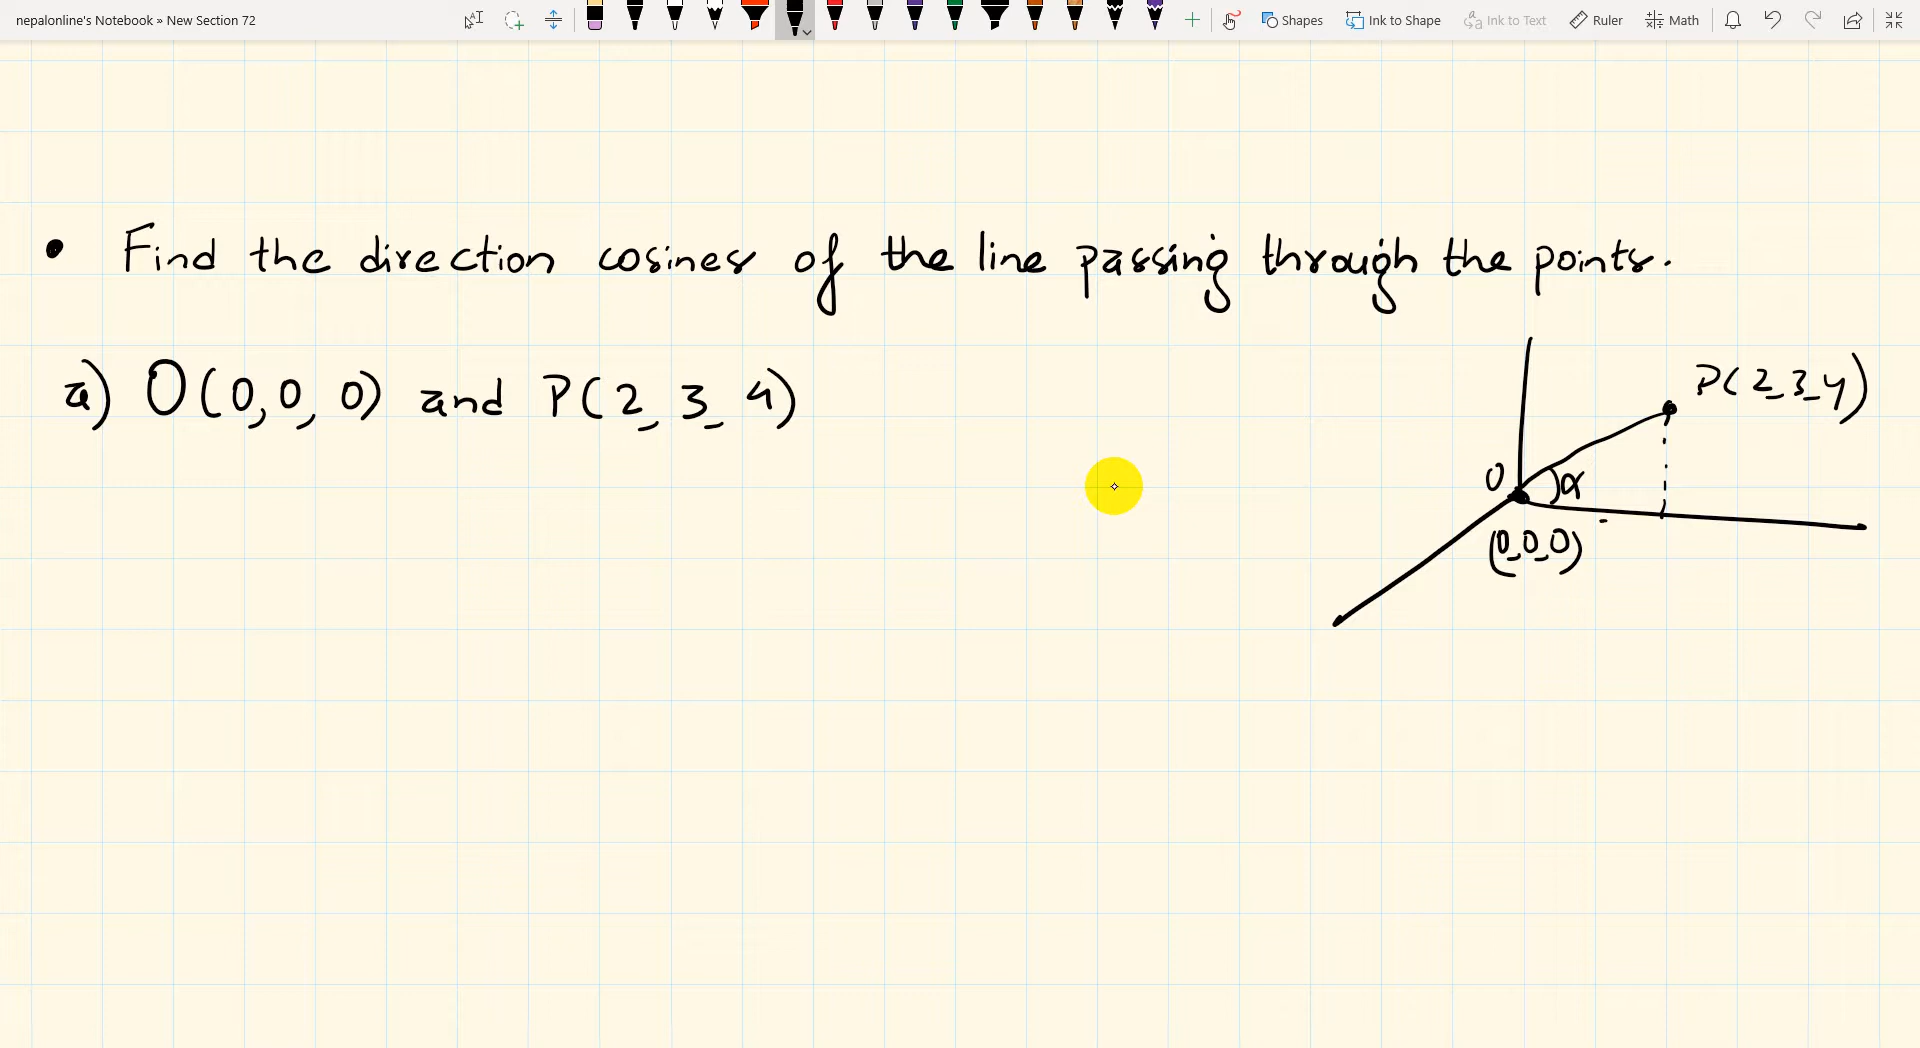 nepalonline's Notebook » New Section 72
Shapes Ink to Shape Ink to Text Ruler Math
• Find the direction cosines of the line passing through the points.
a) O(0,0,0) and P(2,3,4)
P(2,3,4)
O α
(0,0,0)